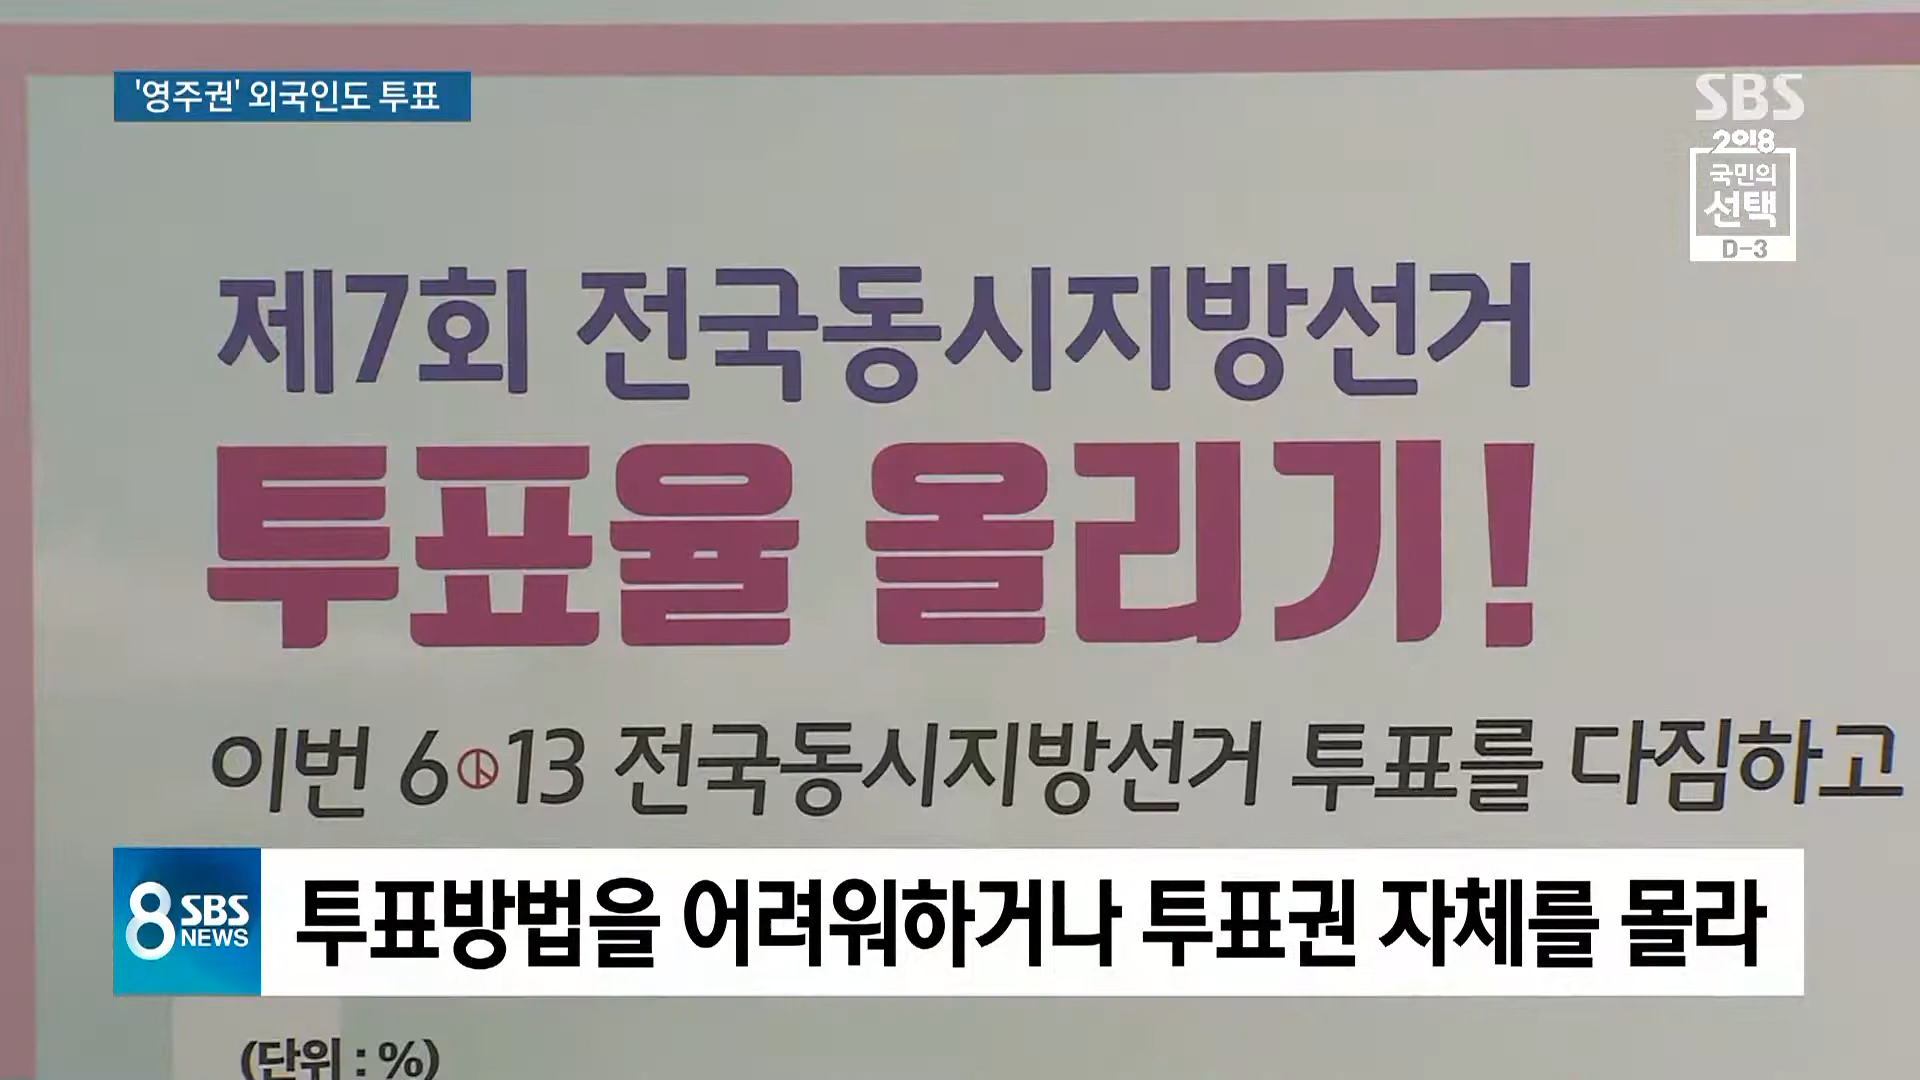 '영주권' 외국인도 투표
SBS
2018
국민의
선택
D-3
제7회 전국동시지방선거
투표율 올리기!
이번 6 13 전국동시지방선거 투표를 다짐하고
8 SBS NEWS
투표방법을 어려워하거나 투표권 자체를 몰라
(단위 : %)